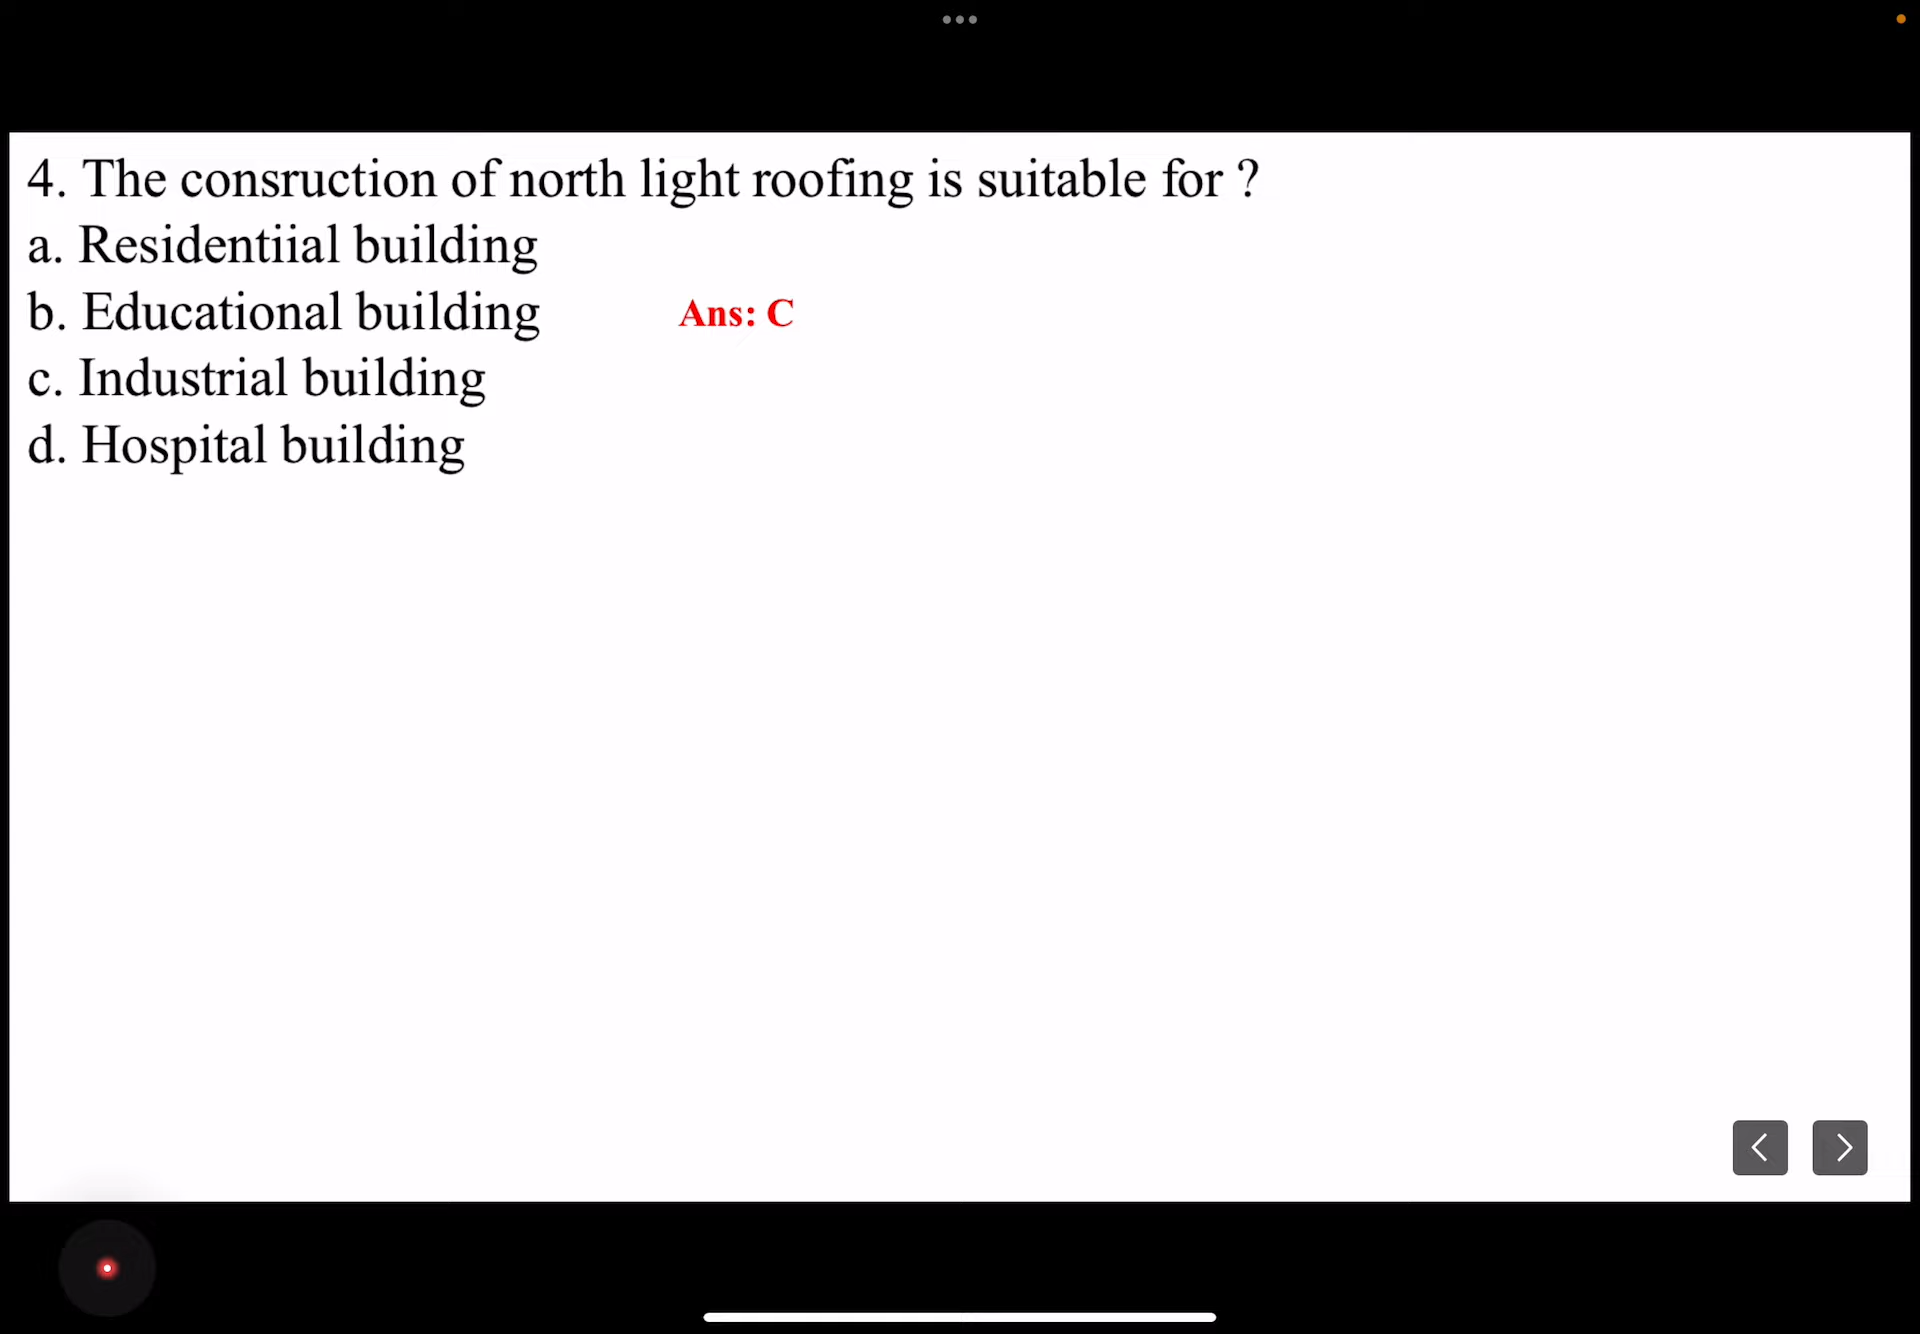 4. The consruction of north light roofing is suitable for ?
a. Residentiial building
b. Educational building
Ans: C
c. Industrial building
d. Hospital building